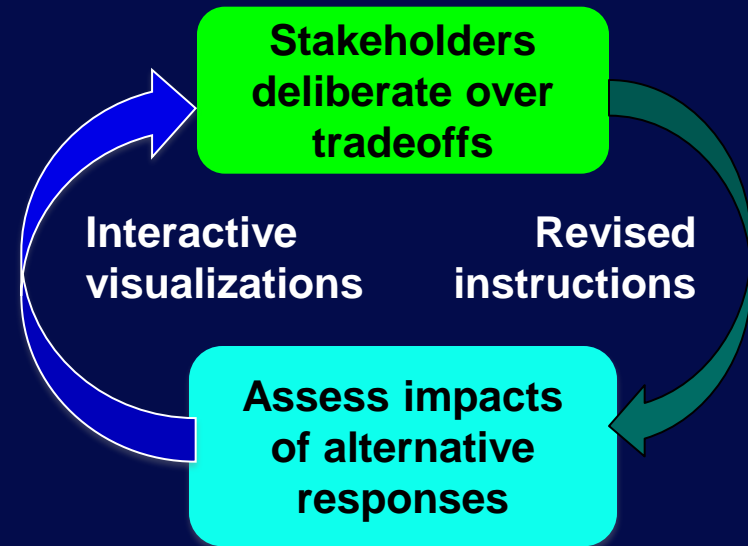 Stakeholders
deliberate over
tradeoffs
Interactive
visualizations
Revised
instructions
Assess impacts
of alternative
responses